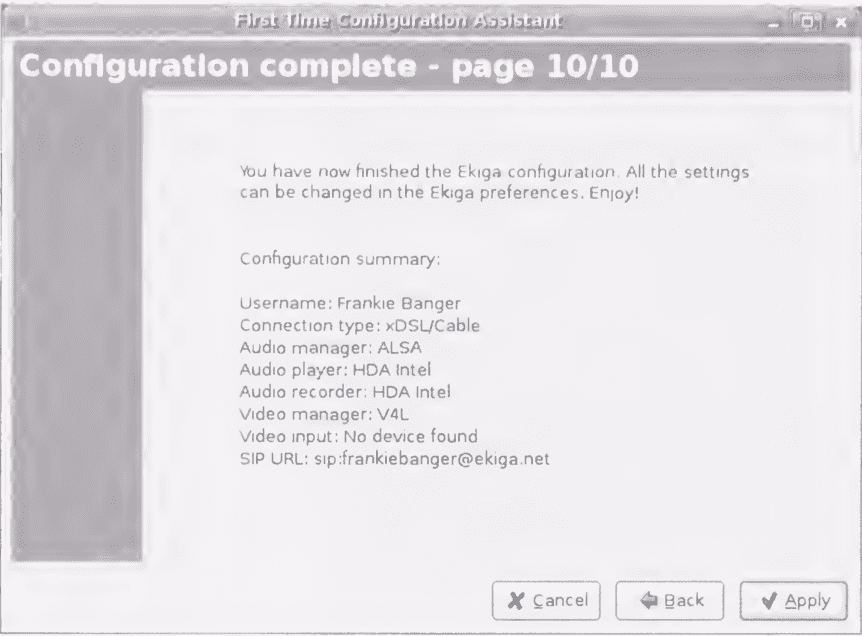 First Time Configuration Assistant
Configuration complete - page 10/10
You have now finished the Ekiga configuration. All the settings
can be changed in the Ekiga preferences. Enjoy!
Configuration summary:
Username: Frankie Banger
Connection type: xDSL/Cable
Audio manager: ALSA
Audio player: HDA Intel
Audio recorder: HDA Intel
Video manager: V4L
Video input: No device found
SIP URL: sip:frankiebanger@ekiga.net
Cancel Back Apply